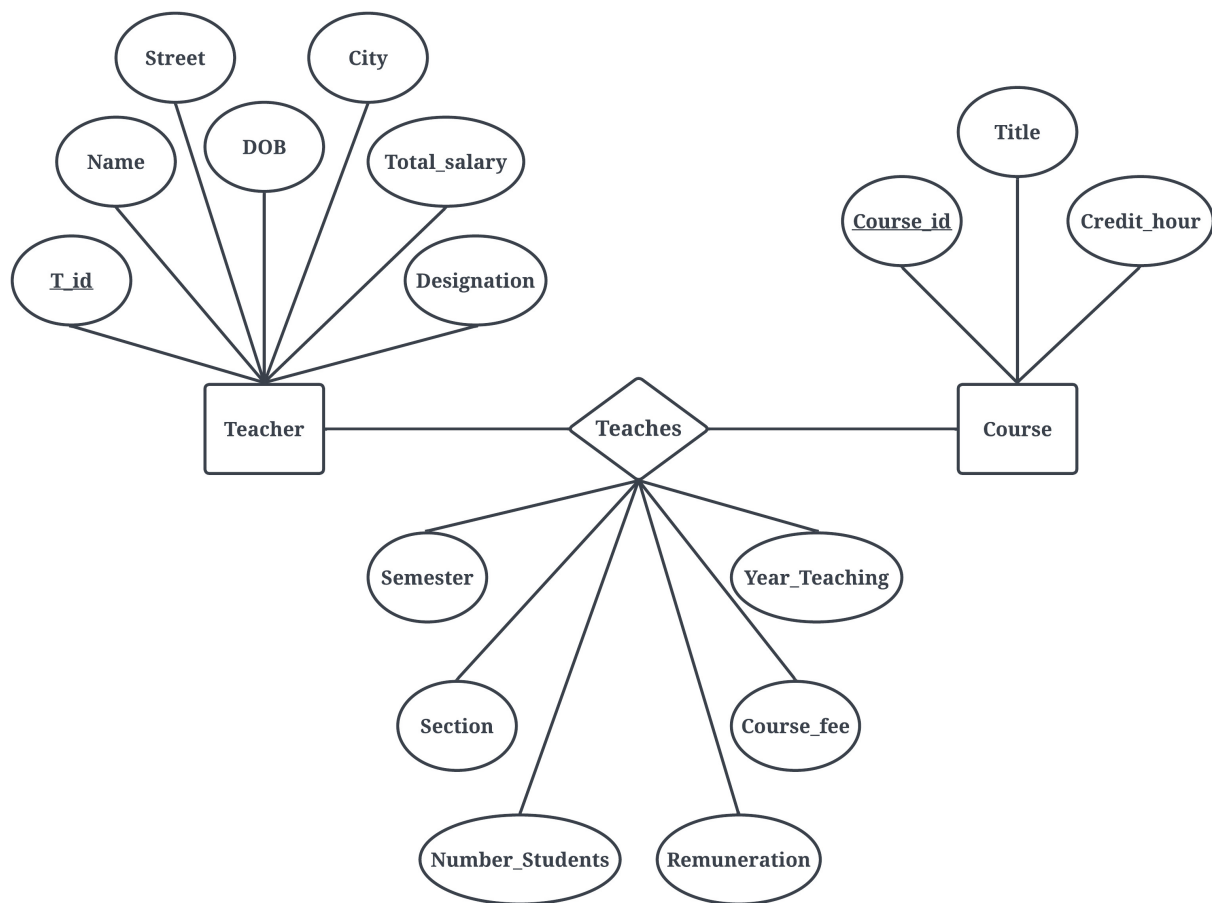 Street
City
Title
DOB
Name
Total_salary
Course_id
Credit_hour
T_id
Designation
Teacher
Teaches
Course
Semester
Year_Teaching
Section
Course_fee
Number_Students
Remuneration